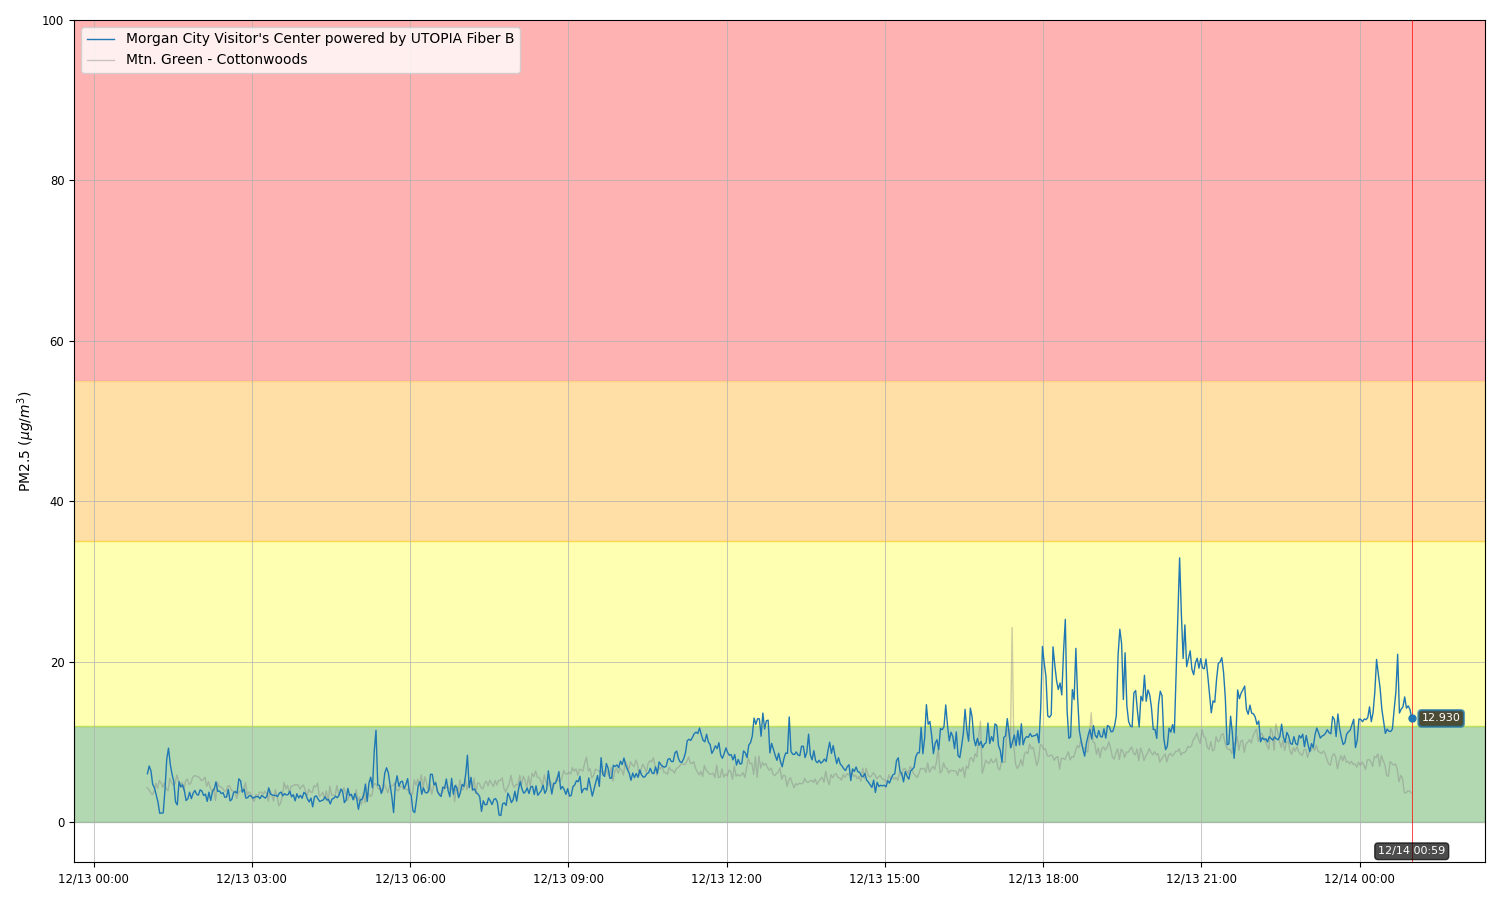 100
Morgan City Visitor's Center powered by UTOPIA Fiber B
Mtn. Green - Cottonwoods
80
60
40
20
0
PM2.5 (μg/m³)
12.930
12/14 00:59
12/13 00:00 12/13 03:00 12/13 06:00 12/13 09:00 12/13 12:00 12/13 15:00 12/13 18:00 12/13 21:00 12/14 00:00